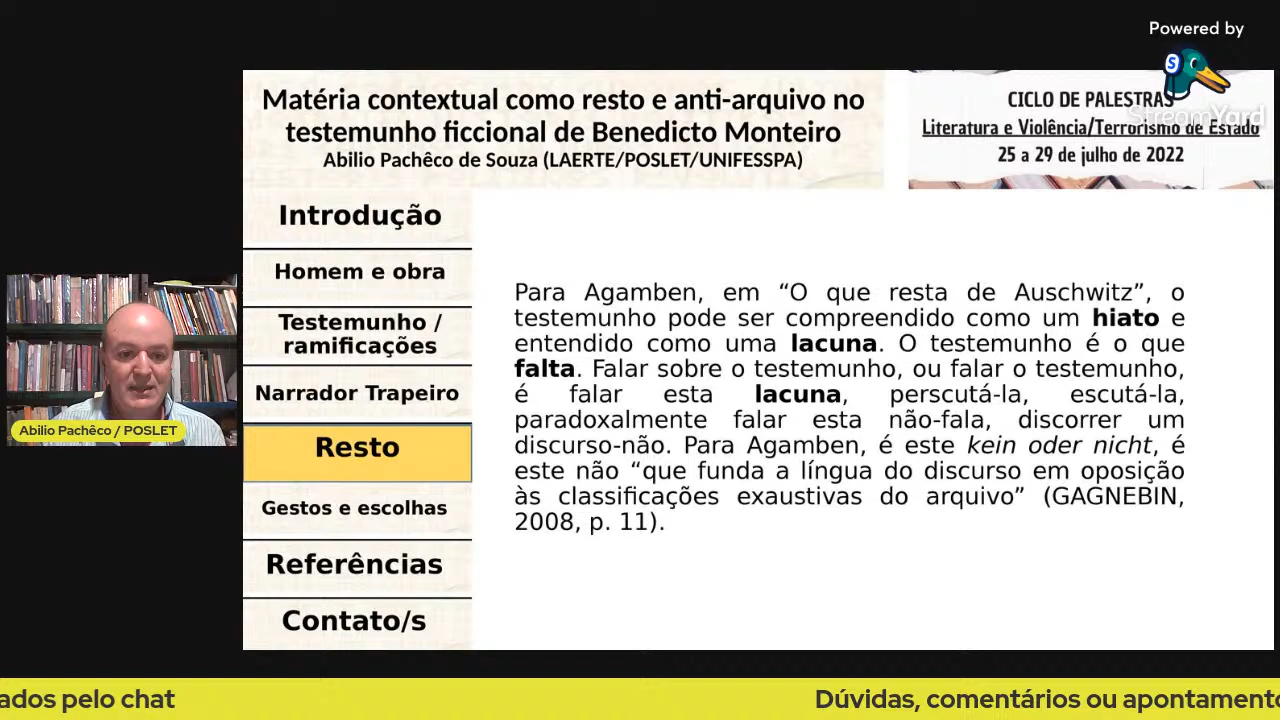 Powered by
StreamYard
Matéria contextual como resto e anti-arquivo no
testemunho ficcional de Benedicto Monteiro
Abilio Pachêco de Souza (LAERTE/POSLET/UNIFESSPA)
CICLO DE PALESTRAS
Literatura e Violência/Terrorismo de Estado
25 a 29 de julho de 2022
Introdução
Homem e obra
Testemunho /
ramificações
Narrador Trapeiro
Resto
Gestos e escolhas
Referências
Contato/s
Para Agamben, em “O que resta de Auschwitz”, o
testemunho pode ser compreendido como um hiato e
entendido como uma lacuna. O testemunho é o que
falta. Falar sobre o testemunho, ou falar o testemunho,
é falar esta lacuna, perscutá-la, escutá-la,
paradoxalmente falar esta não-fala, discorrer um
discurso-não. Para Agamben, é este kein oder nicht, é
este não “que funda a língua do discurso em oposição
às classificações exaustivas do arquivo” (GAGNEBIN,
2008, p. 11).
Abilio Pachêco / POSLET
ados pelo chat
Dúvidas, comentários ou apontamento